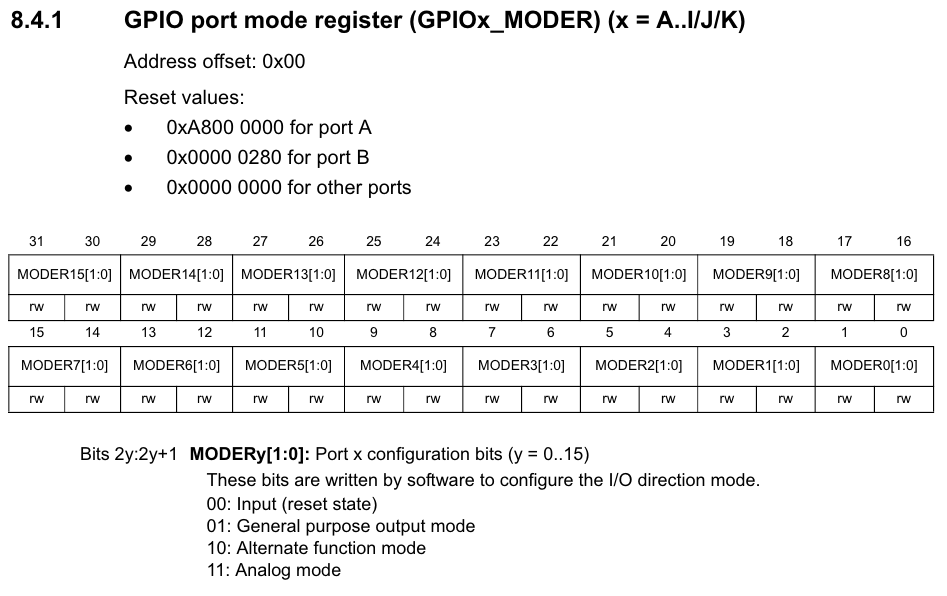 8.4.1 GPIO port mode register (GPIOx_MODER) (x = A..I/J/K)
Address offset: 0x00
Reset values:
• 0xA800 0000 for port A
• 0x0000 0280 for port B
• 0x0000 0000 for other ports
31 30 29 28 27 26 25 24 23 22 21 20 19 18 17 16
MODER15[1:0] MODER14[1:0] MODER13[1:0] MODER12[1:0] MODER11[1:0] MODER10[1:0] MODER9[1:0] MODER8[1:0]
rw rw rw rw rw rw rw rw rw rw rw rw rw rw rw rw
15 14 13 12 11 10 9 8 7 6 5 4 3 2 1 0
MODER7[1:0] MODER6[1:0] MODER5[1:0] MODER4[1:0] MODER3[1:0] MODER2[1:0] MODER1[1:0] MODER0[1:0]
rw rw rw rw rw rw rw rw rw rw rw rw rw rw rw rw
Bits 2y:2y+1 MODERy[1:0]: Port x configuration bits (y = 0..15)
These bits are written by software to configure the I/O direction mode.
00: Input (reset state)
01: General purpose output mode
10: Alternate function mode
11: Analog mode